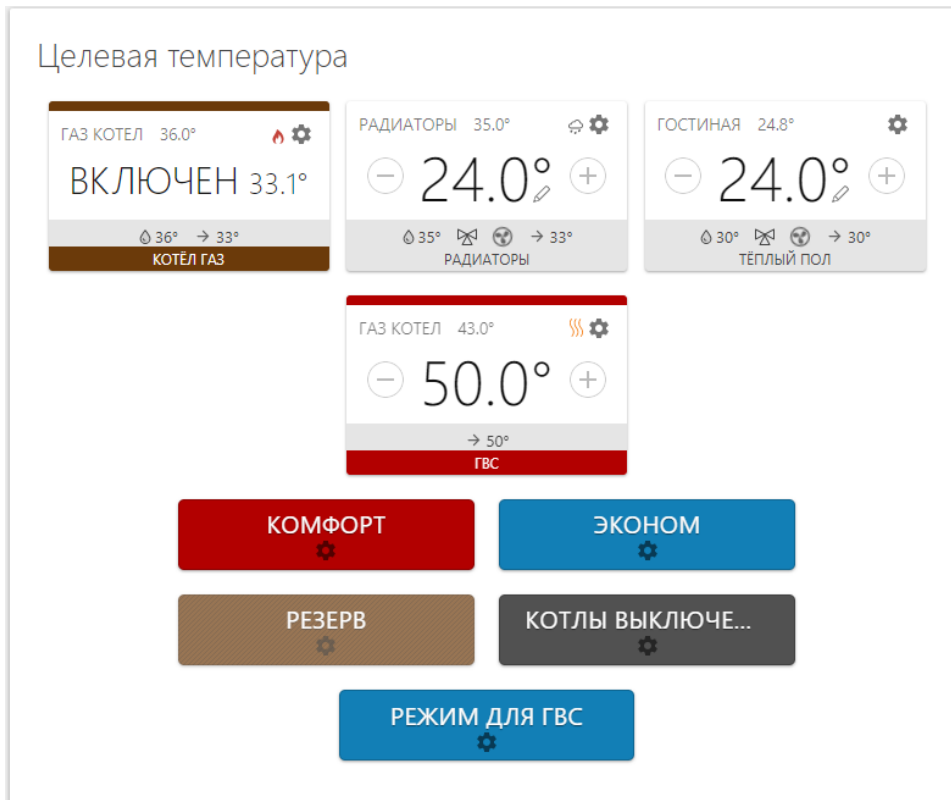 Целевая температура
ГАЗ КОТЕЛ 36.0°
ВКЛЮЧЕН 33.1°
36° → 33°
КОТЁЛ ГАЗ
РАДИАТОРЫ 35.0°
24.0°
35° → 33°
РАДИАТОРЫ
ГОСТИНАЯ 24.8°
24.0°
30° → 30°
ТЁПЛЫЙ ПОЛ
ГАЗ КОТЕЛ 43.0°
50.0°
→ 50°
ГВС
КОМФОРТ
ЭКОНОМ
РЕЗЕРВ
КОТЛЫ ВЫКЛЮЧЕ...
РЕЖИМ ДЛЯ ГВС